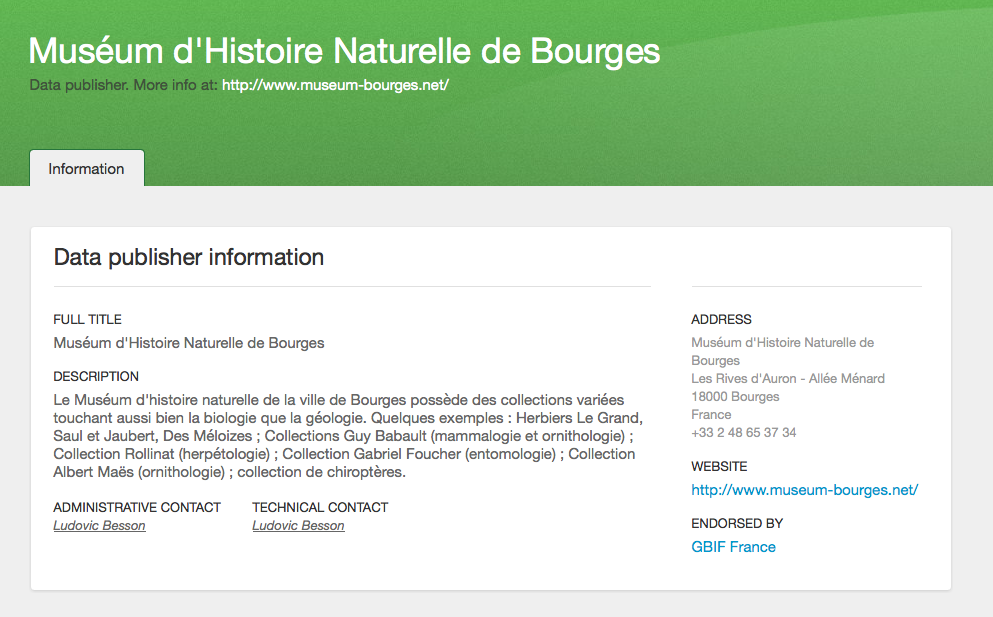 Muséum d'Histoire Naturelle de Bourges
Data publisher. More info at: http://www.museum-bourges.net/
Information
Data publisher information
FULL TITLE
Muséum d'Histoire Naturelle de Bourges
DESCRIPTION
Le Muséum d'histoire naturelle de la ville de Bourges possède des collections variées
touchant aussi bien la biologie que la géologie. Quelques exemples : Herbiers Le Grand,
Saul et Jaubert, Des Méloizes ; Collections Guy Babault (mammalogie et ornithologie) ;
Collection Rollinat (herpétologie) ; Collection Gabriel Foucher (entomologie) ; Collection
Albert Maës (ornithologie) ; collection de chiroptères.
ADMINISTRATIVE CONTACT
Ludovic Besson
TECHNICAL CONTACT
Ludovic Besson
ADDRESS
Muséum d'Histoire Naturelle de
Bourges
Les Rives d'Auron - Allée Ménard
18000 Bourges
France
+33 2 48 65 37 34
WEBSITE
http://www.museum-bourges.net/
ENDORSED BY
GBIF France